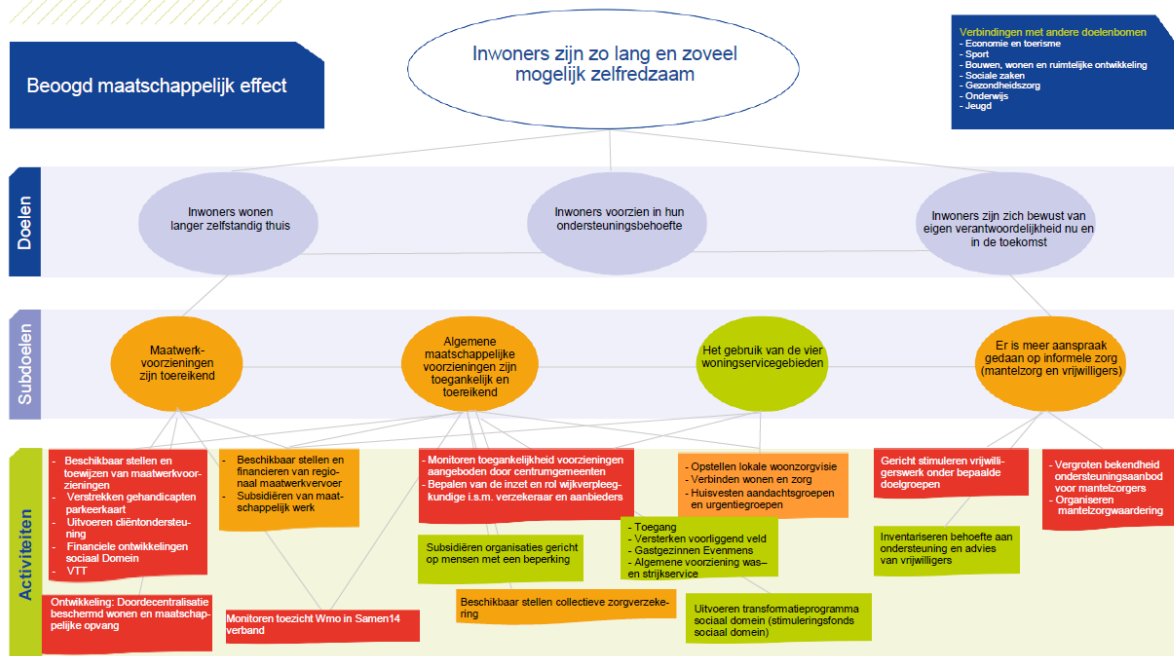 Beoogd maatschappelijk effect
Inwoners zijn zo lang en zoveel
mogelijk zelfredzaam
Verbindingen met andere doelenbomen
- Economie en toerisme
- Sport
- Bouwen, wonen en ruimtelijke ontwikkeling
- Sociale zaken
- Gezondheidszorg
- Onderwijs
- Jeugd
Doelen
Inwoners wonen
langer zelfstandig thuis
Inwoners voorzien in hun
ondersteuningsbehoefte
Inwoners zijn zich bewust van
eigen verantwoordelijkheid nu en
in de toekomst
Subdoelen
Maatwerk-
voorzieningen
zijn toereikend
Algemene
maatschappelijke
voorzieningen zijn
toegankelijk en
toereikend
Het gebruik van de vier
woningservicegebieden
Er is meer aanspraak
gedaan op informele zorg
(mantelzorg en vrijwilligers)
Activiteiten
- Beschikbaar stellen en
toewijzen van maatwerkvoor-
zieningen
- Verstrekken gehandicapten
parkeerkaart
- Uitvoeren cliëntondersteu-
ning
- Financiele ontwikkelingen
sociaal Domein
- VTT
Ontwikkeling: Doordecentralisatie
beschermd wonen en maatschap-
pelijke opvang
- Beschikbaar stellen en
financieren van regio-
naal maatwerkvervoer
- Subsidiëren van maat-
schappelijk werk
Monitoren toezicht Wmo in Samen14
verband
- Monitoren toegankelijkheid voorzieningen
aangeboden door centrumgemeenten
- Bepalen van de inzet en rol wijkverpleeg-
kundige i.s.m. verzekeraar en aanbieders
Subsidiëren organisaties gericht
op mensen met een beperking
Beschikbaar stellen collectieve zorgverzeke-
ring
- Opstellen lokale woonzorgvisie
- Verbinden wonen en zorg
- Huisvesten aandachtsgroepen
en urgentiegroepen
- Toegang
- Versterken voorliggend veld
- Gastgezinnen Evenmens
- Algemene voorziening was–
en strijkservice
Uitvoeren transformatieprogramma
sociaal domein (stimuleringsfonds
sociaal domein)
Gericht stimuleren vrijwilligers-
werk onder bepaalde
doelgroepen
Inventariseren behoefte aan
ondersteuning en advies
van vrijwilligers
- Vergroten bekendheid
ondersteuningsaanbod
voor mantelzorgers
- Organiseren
mantelzorgwaardering